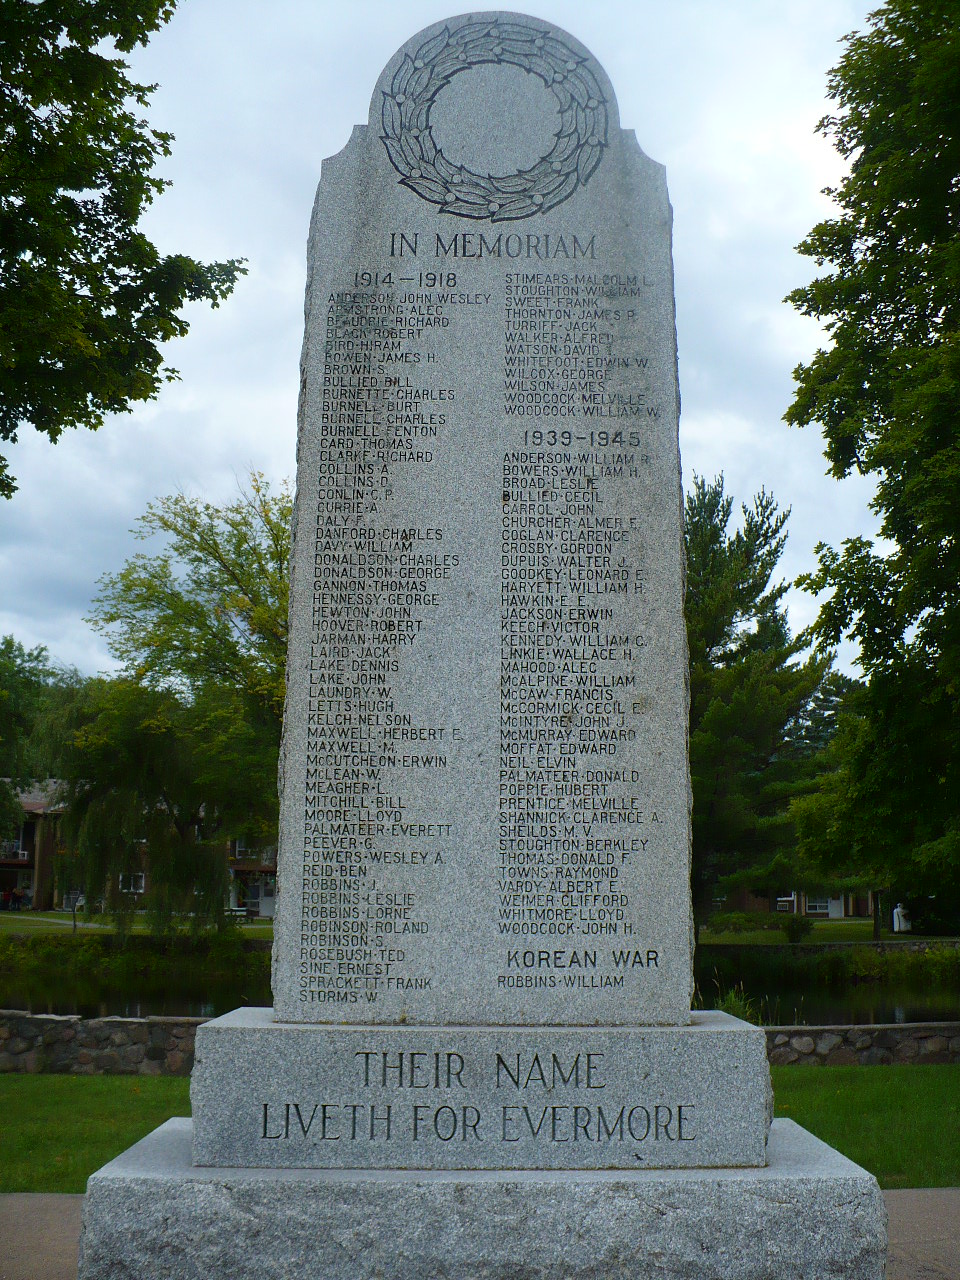 IN MEMORIAM
1914—1918
ANDERSON·JOHN WESLEY
ARMSTRONG·ALEC
BEAUDRIE·RICHARD
BLACK·ROBERT
BIRD·HIRAM
BOWEN·JAMES H.
BROWN·S.
BULLIED·BILL
BURNETTE·CHARLES
BURNELL·BURT
BURNELL·CHARLES
BURNELL·FENTON
CARD·THOMAS
CLARKE·RICHARD
COLLINS·A.
COLLINS·D.
CONLIN·C.P.
CURRIE·A.
DALY·F.
DANFORD·CHARLES
DAVY·WILLIAM
DONALDSON·CHARLES
DONALDSON·GEORGE
GANNON·THOMAS
HENNESSY·GEORGE
HEWTON·JOHN
HOOVER·ROBERT
JARMAN·HARRY
LAIRD·JACK
LAKE·DENNIS
LAKE·JOHN
LAUNDRY·W.
LETTS·HUGH
KELCH·NELSON
MAXWELL·HERBERT E.
MAXWELL·M.
McCUTCHEON·ERWIN
McLEAN·W.
MEAGHER·L.
MITCHELL·BILL
MOORE·LLOYD
PALMATEER·EVERETT
PEEVER·G.
POWERS·WESLEY A.
REID·BEN
ROBBINS·J.
ROBBINS·LESLIE
ROBBINS·LORNE
ROBINSON·ROLAND
ROBINSON·S.
ROSEBUSH·TED
SINE·ERNEST
SPRACKETT·FRANK
STORMS·W.
STIMEARS·MALCOLM L.
STOUGHTON·WILLIAM
SWEET·FRANK
THORNTON·JAMES R.
TURRIFF·JACK
WALKER·ALFRED
WATSON·DAVID J.
WHITEFOOT·EDWIN W.
WILCOX·GEORGE
WILSON·JAMES
WOODCOCK·MELVILLE
WOODCOCK·WILLIAM W.
1939-1945
ANDERSON·WILLIAM R.
BOWERS·WILLIAM H.
BROAD·LESLIE
BULLIED·CECIL
CARROL·JOHN
CHURCHER·ALMER E.
COGLAN·CLARENCE
CROSBY·GORDON
DUPUIS·WALTER J.
GOODKEY·LEONARD E.
HARYETT·WILLIAM H.
HAWKIN·E.E.
JACKSON·ERWIN
KEECH·VICTOR
KENNEDY·WILLIAM C.
LINKIE·WALLACE H.
MAHOOD·ALEC
McALPINE·WILLIAM
McCAW·FRANCIS
McCORMICK·CECIL E.
McINTYRE·JOHN J.
McMURRAY·EDWARD
MOFFAT·EDWARD
NEIL·ELVIN
PALMATEER·DONALD
POPPIE·HUBERT
PRENTICE·MELVILLE
SHANNICK·CLARENCE A.
SHEILDS·M.V.
STOUGHTON·BERKLEY
THOMAS·DONALD F.
TOWNS·RAYMOND
VARDY·ALBERT E.
WEIMER·CLIFFORD
WHITMORE·LLOYD
WOODCOCK·JOHN H.
KOREAN WAR
ROBBINS·WILLIAM
THEIR NAME
LIVETH FOR EVERMORE